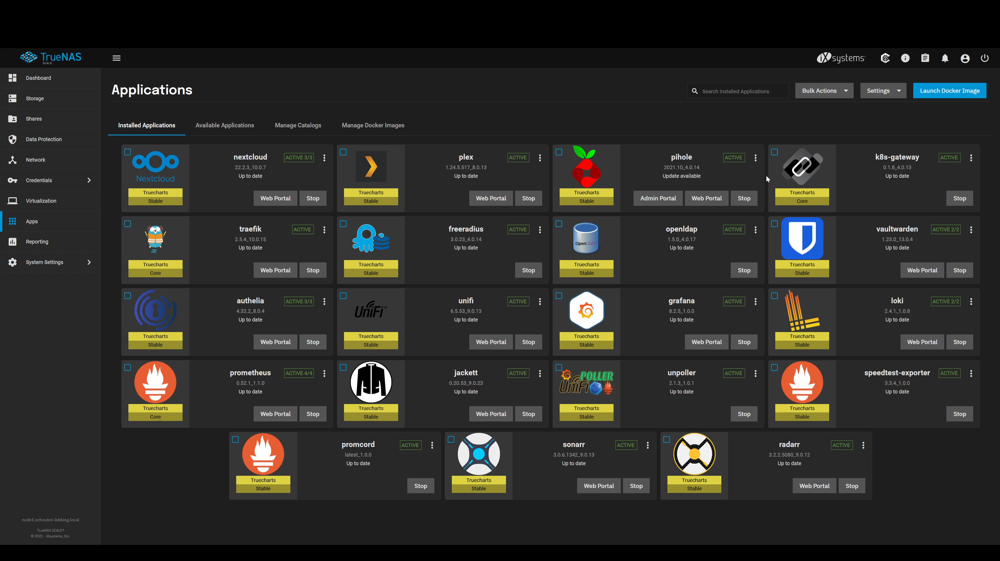 TrueNAS
SCALE
iXsystems™
Dashboard
Storage
Shares
Data Protection
Network
Credentials
Virtualization
Apps
Reporting
System Settings
node1.schouten-lebbing.local
TrueNAS SCALE®
© 2021 - iXsystems, Inc.
Applications
Search Installed Applications
Bulk Actions
Settings
Launch Docker Image
Installed Applications
Available Applications
Manage Catalogs
Manage Docker Images
Nextcloud
Truecharts
Stable
nextcloud
ACTIVE 3/3
22.2.3_10.0.7
Up to date
Web Portal
Stop
Truecharts
Stable
plex
ACTIVE
1.24.5.517_8.0.13
Up to date
Web Portal
Stop
Truecharts
Stable
pihole
ACTIVE
2021.10_4.0.14
Update available
Admin Portal
Web Portal
Stop
Truecharts
Core
k8s-gateway
ACTIVE
0.1.8_4.0.13
Up to date
Stop
æ
Truecharts
Core
traefik
ACTIVE
2.5.4_10.0.15
Up to date
Web Portal
Stop
Truecharts
Stable
freeradius
ACTIVE
3.0.23_4.0.14
Up to date
Stop
OpenLDAP
Truecharts
Stable
openldap
ACTIVE
1.5.0_4.0.17
Up to date
Stop
Truecharts
Stable
vaultwarden
ACTIVE 2/2
1.23.0_13.0.4
Up to date
Web Portal
Stop
Truecharts
Stable
authelia
ACTIVE 3/3
4.32.2_8.0.4
Up to date
Web Portal
Stop
UniFi®
Truecharts
Stable
unifi
ACTIVE
6.5.53_9.0.13
Up to date
Web Portal
Stop
Truecharts
Stable
grafana
ACTIVE
8.2.5_1.0.0
Up to date
Web Portal
Stop
Truecharts
Stable
loki
ACTIVE 2/2
2.4.1_1.0.8
Up to date
Web Portal
Stop
Truecharts
Core
prometheus
ACTIVE 4/4
0.52.1_1.1.0
Up to date
Web Portal
Stop
Truecharts
Stable
jackett
ACTIVE
0.20.53_9.0.23
Up to date
Web Portal
Stop
POLLER
UniFi
Truecharts
Stable
unpoller
ACTIVE
2.1.3_1.0.1
Up to date
Stop
Truecharts
Stable
speedtest-exporter
ACTIVE
3.3.4_1.0.0
Up to date
Stop
Truecharts
Stable
promcord
ACTIVE
latest_1.0.0
Up to date
Stop
Truecharts
Stable
sonarr
ACTIVE
3.0.6.1342_9.0.13
Up to date
Web Portal
Stop
Truecharts
Stable
radarr
ACTIVE
3.2.2.5080_9.0.12
Up to date
Web Portal
Stop